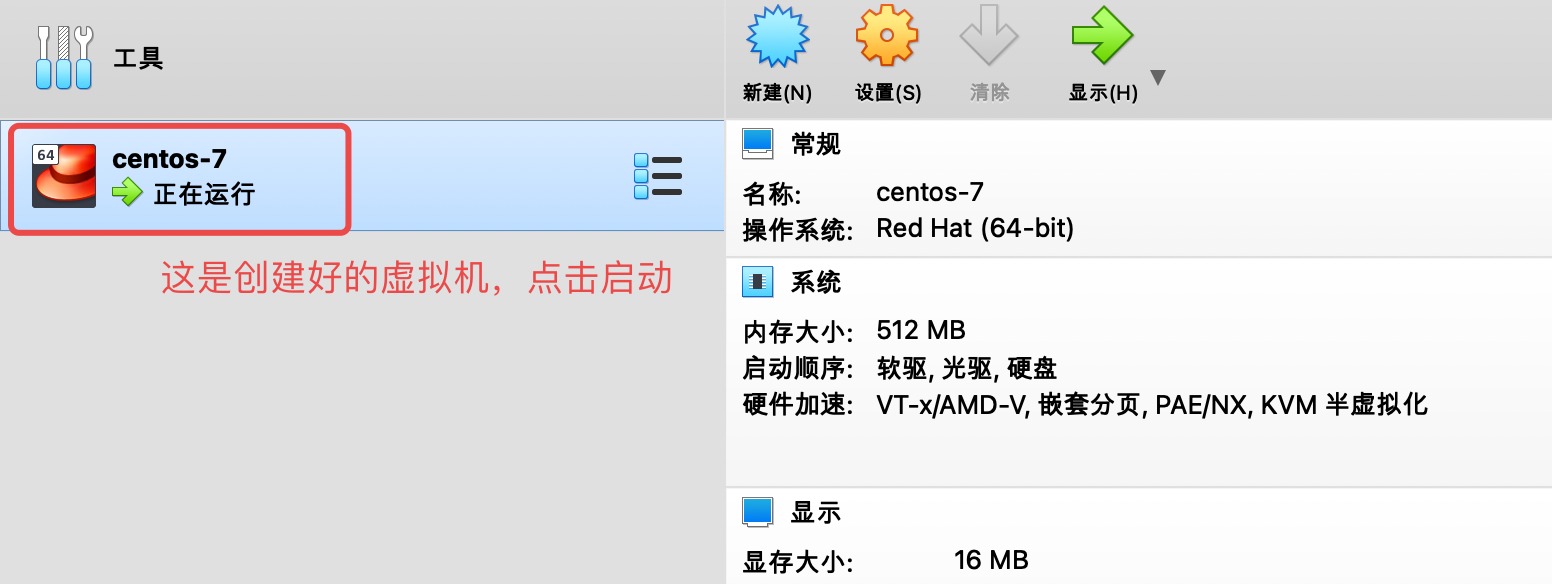 工具
64
centos-7
正在运行
这是创建好的虚拟机，点击启动
新建(N)
设置(S)
清除
显示(H)
常规
名称: centos-7
操作系统: Red Hat (64-bit)
系统
内存大小: 512 MB
启动顺序: 软驱, 光驱, 硬盘
硬件加速: VT-x/AMD-V, 嵌套分页, PAE/NX, KVM 半虚拟化
显示
显存大小: 16 MB